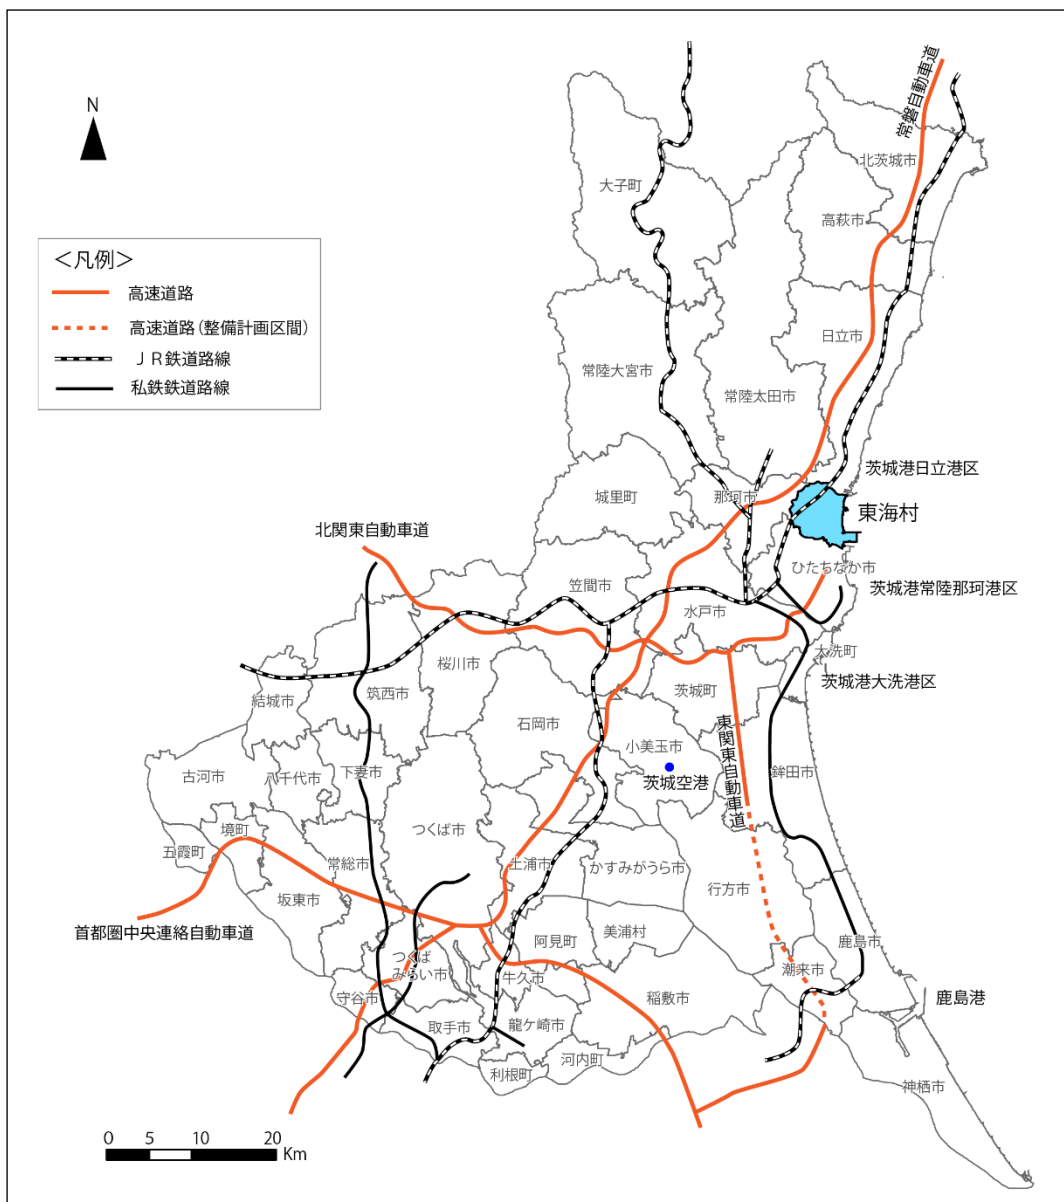 N
常磐自動車道
北茨城市
大子町
高萩市
＜凡例＞
高速道路
高速道路（整備計画区間）
ＪＲ鉄道路線
私鉄鉄道路線
日立市
常陸大宮市
常陸太田市
茨城港日立港区
城里町
那珂市
東海村
北関東自動車道
ひたちなか市
笠間市
茨城港常陸那珂港区
水戸市
大洗町
桜川市
茨城港大洗港区
茨城町
結城市
筑西市
石岡市
東関東自動車道
小美玉市
古河市
八千代市
下妻市
茨城空港
鉾田市
つくば市
境町
五霞町
常総市
土浦市
かすみがうら市
行方市
坂東市
首都圏中央連絡自動車道
阿見町
美浦村
鹿島市
つくば
みらい市
牛久市
潮来市
守谷市
稲敷市
鹿島港
取手市
龍ケ崎市
河内町
利根町
神栖市
0 5 10 20
Km